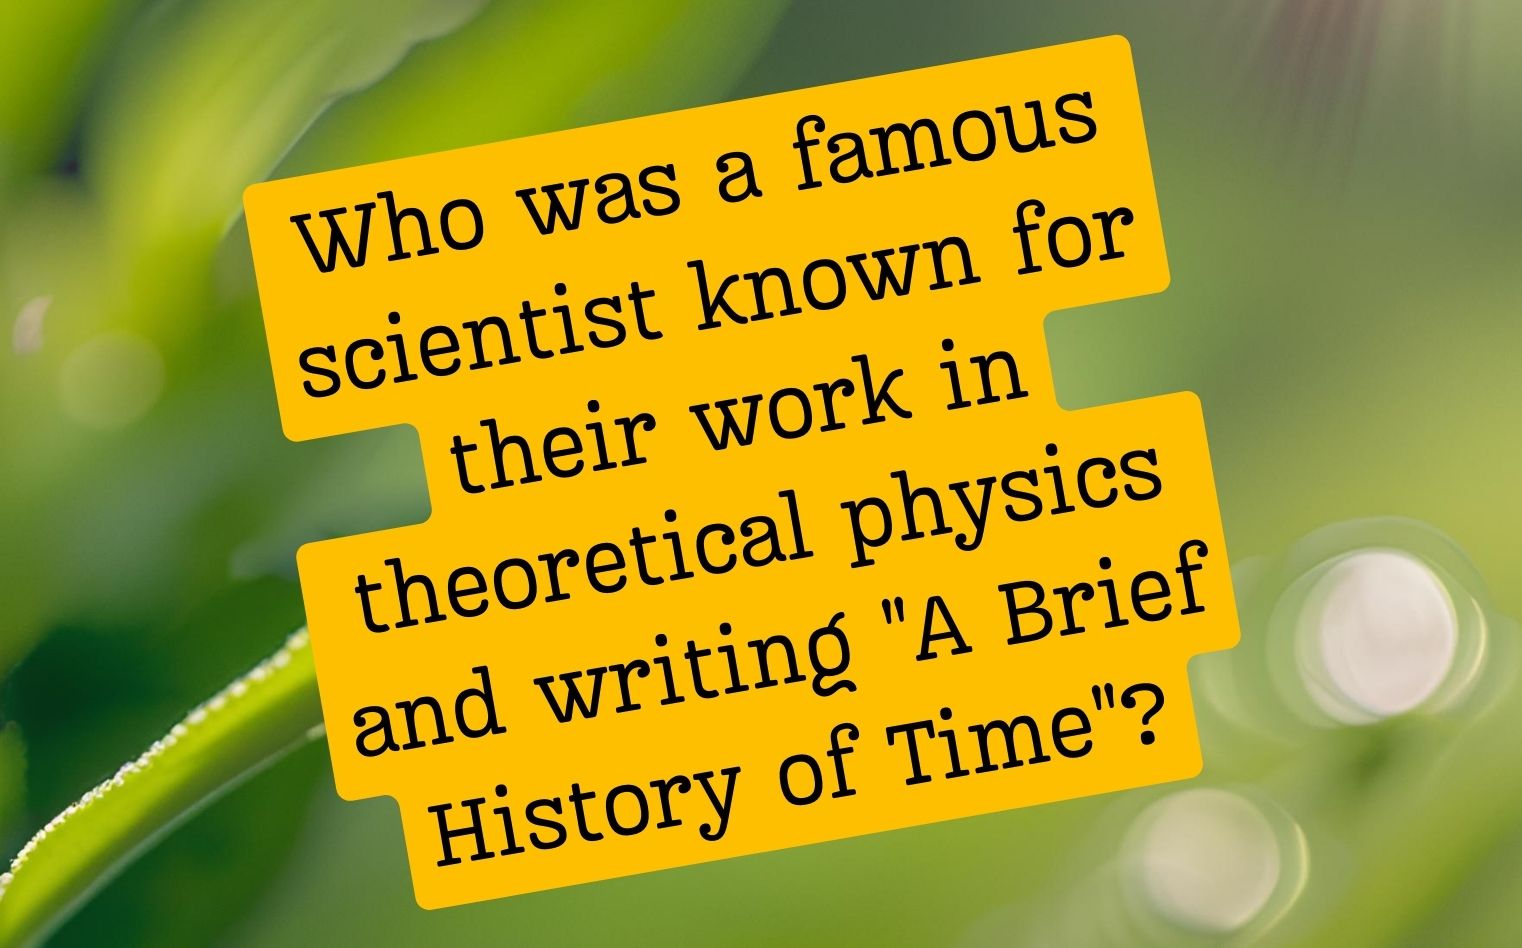 Who was a famous
scientist known for
their work in
theoretical physics
and writing "A Brief
History of Time"?